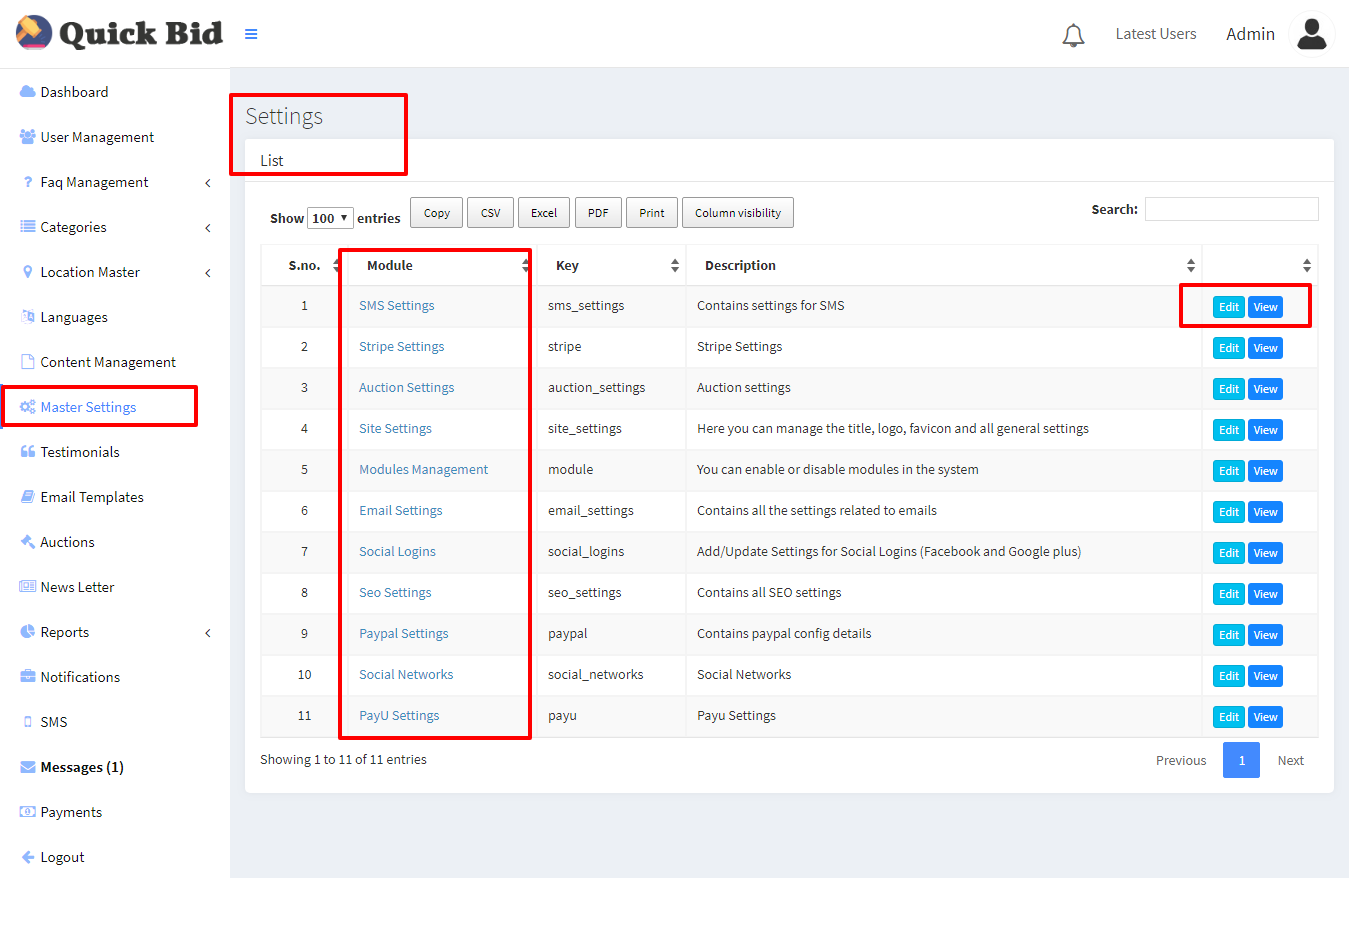 Quick Bid
Latest Users
Admin
Dashboard
User Management
Faq Management
Categories
Location Master
Languages
Content Management
Master Settings
Testimonials
Email Templates
Auctions
News Letter
Reports
Notifications
SMS
Messages (1)
Payments
Logout
Settings
List
Show 100 entries Copy CSV Excel PDF Print Column visibility Search:
S.no. Module Key Description
1 SMS Settings sms_settings Contains settings for SMS Edit View
2 Stripe Settings stripe Stripe Settings Edit View
3 Auction Settings auction_settings Auction settings Edit View
4 Site Settings site_settings Here you can manage the title, logo, favicon and all general settings Edit View
5 Modules Management module You can enable or disable modules in the system Edit View
6 Email Settings email_settings Contains all the settings related to emails Edit View
7 Social Logins social_logins Add/Update Settings for Social Logins (Facebook and Google plus) Edit View
8 Seo Settings seo_settings Contains all SEO settings Edit View
9 Paypal Settings paypal Contains paypal config details Edit View
10 Social Networks social_networks Social Networks Edit View
11 PayU Settings payu Payu Settings Edit View
Showing 1 to 11 of 11 entries Previous 1 Next